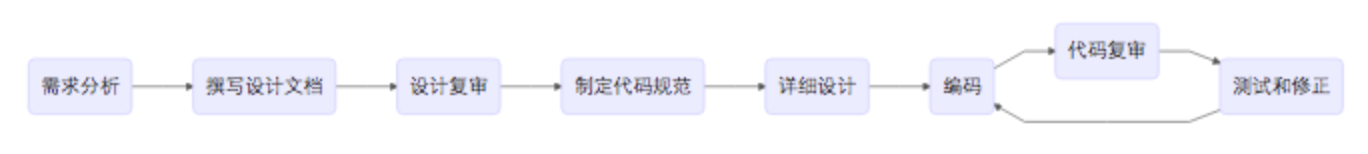 需求分析
撰写设计文档
设计复审
制定代码规范
详细设计
编码
代码复审
测试和修正